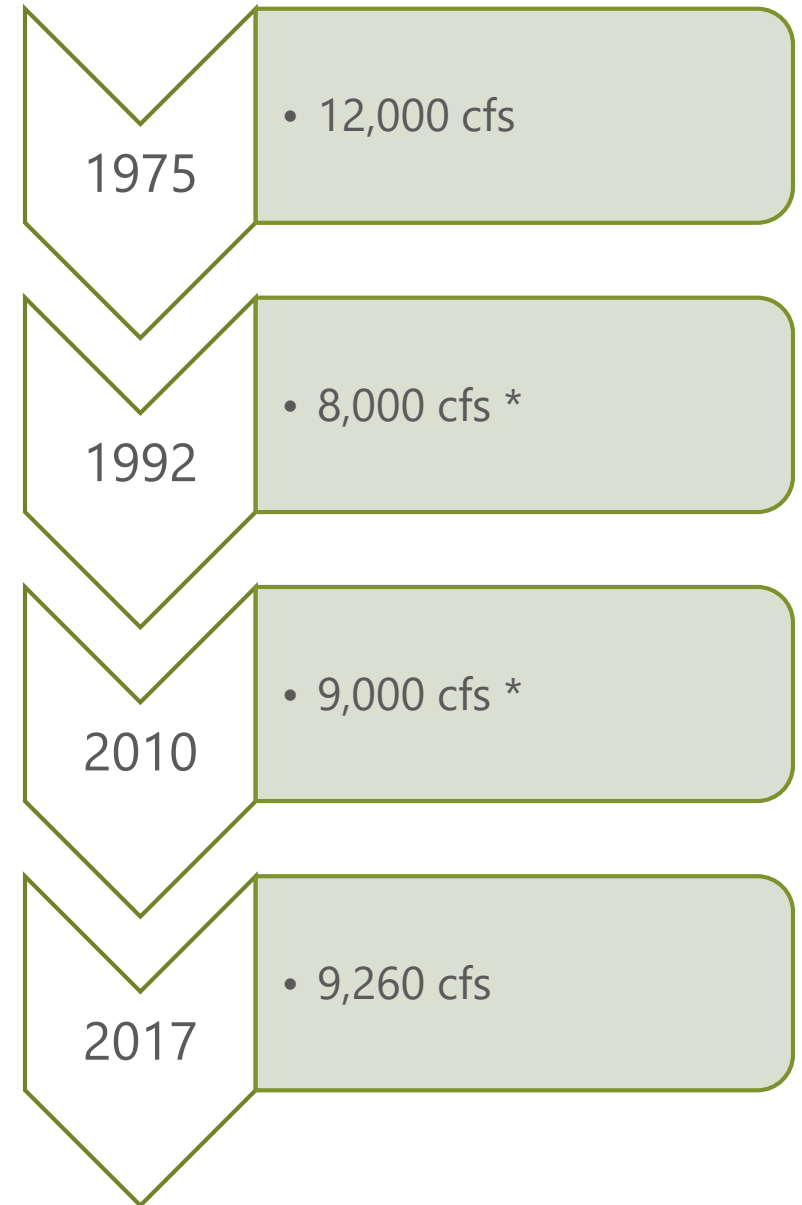 1975
• 12,000 cfs
1992
• 8,000 cfs *
2010
• 9,000 cfs *
2017
• 9,260 cfs